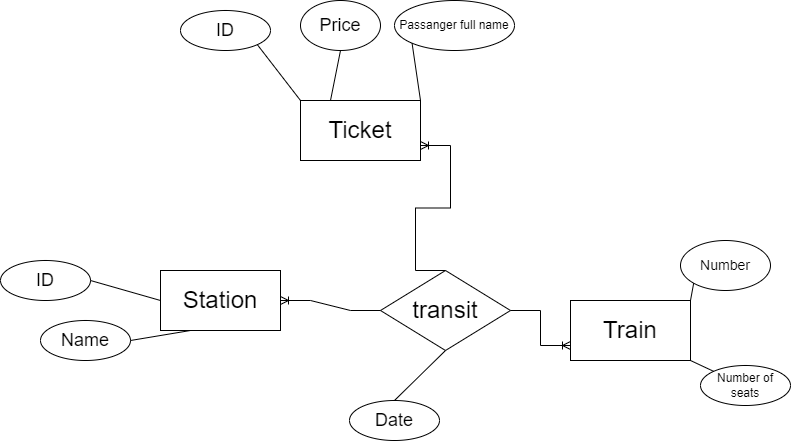 ID
Price
Passanger full name
Ticket
Number
ID
Station
transit
Train
Name
Number of
seats
Date